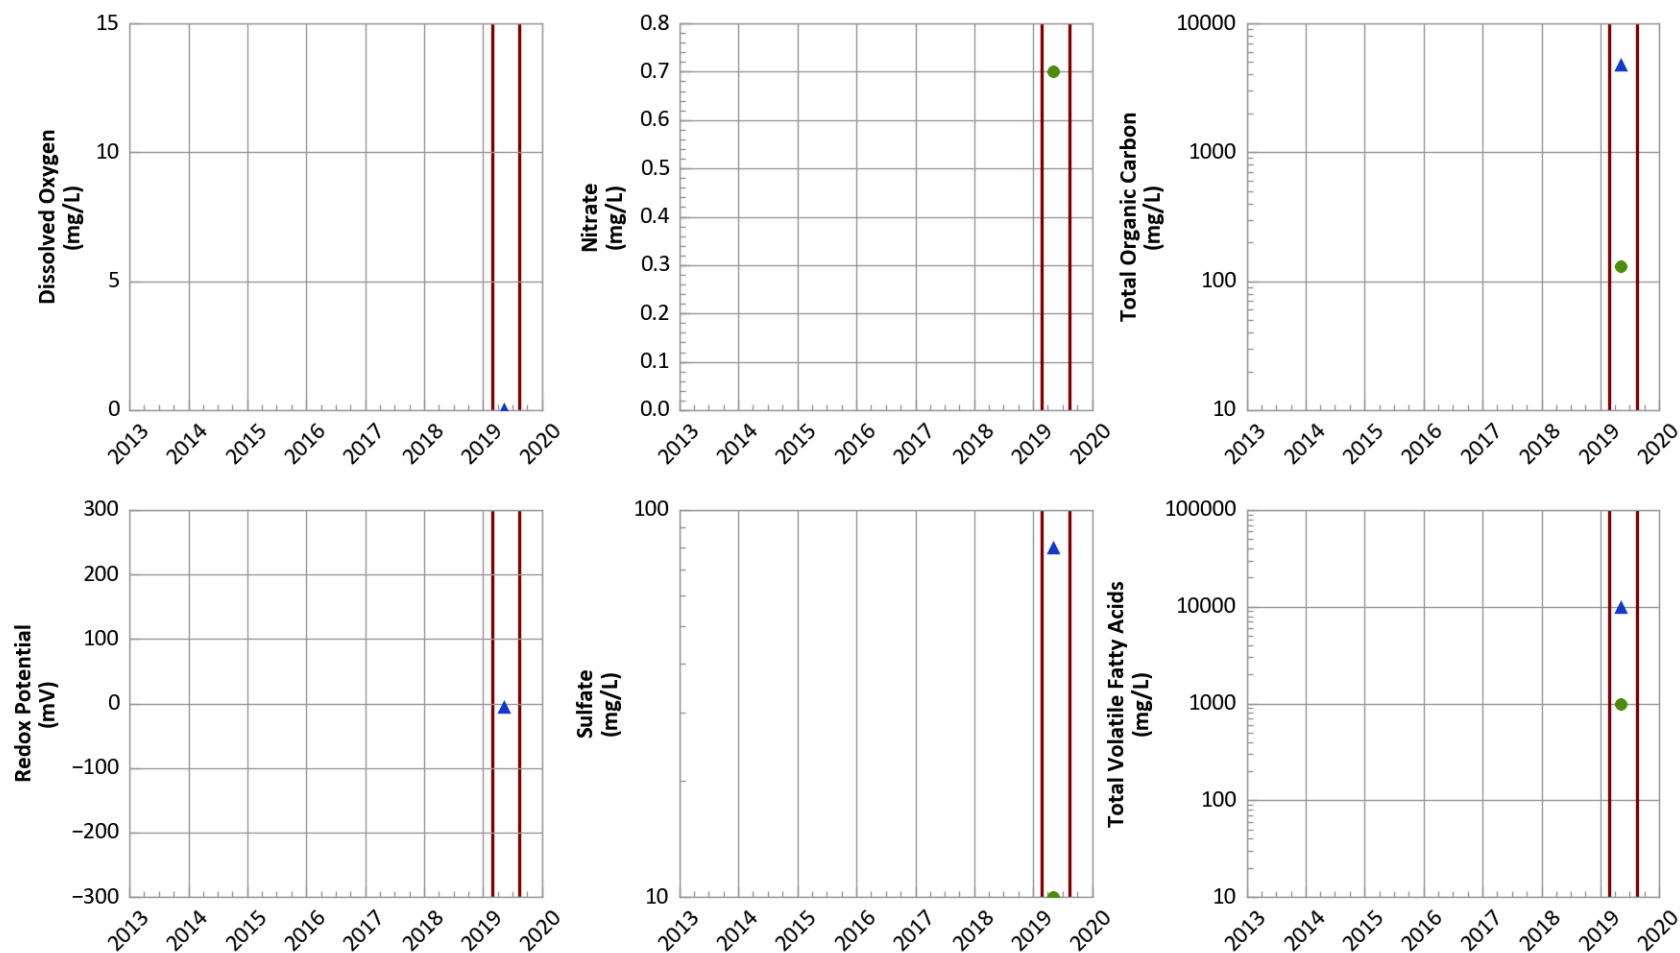 Dissolved Oxygen
(mg/L)
15
10
5
0
2013 2014 2015 2016 2017 2018 2019 2020
Nitrate
(mg/L)
0.8
0.7
0.6
0.5
0.4
0.3
0.2
0.1
0.0
2013 2014 2015 2016 2017 2018 2019 2020
Total Organic Carbon
(mg/L)
10000
1000
100
10
2013 2014 2015 2016 2017 2018 2019 2020
Redox Potential
(mV)
300
200
100
0
−100
−200
−300
2013 2014 2015 2016 2017 2018 2019 2020
Sulfate
(mg/L)
100
10
2013 2014 2015 2016 2017 2018 2019 2020
Total Volatile Fatty Acids
(mg/L)
100000
10000
1000
100
10
2013 2014 2015 2016 2017 2018 2019 2020